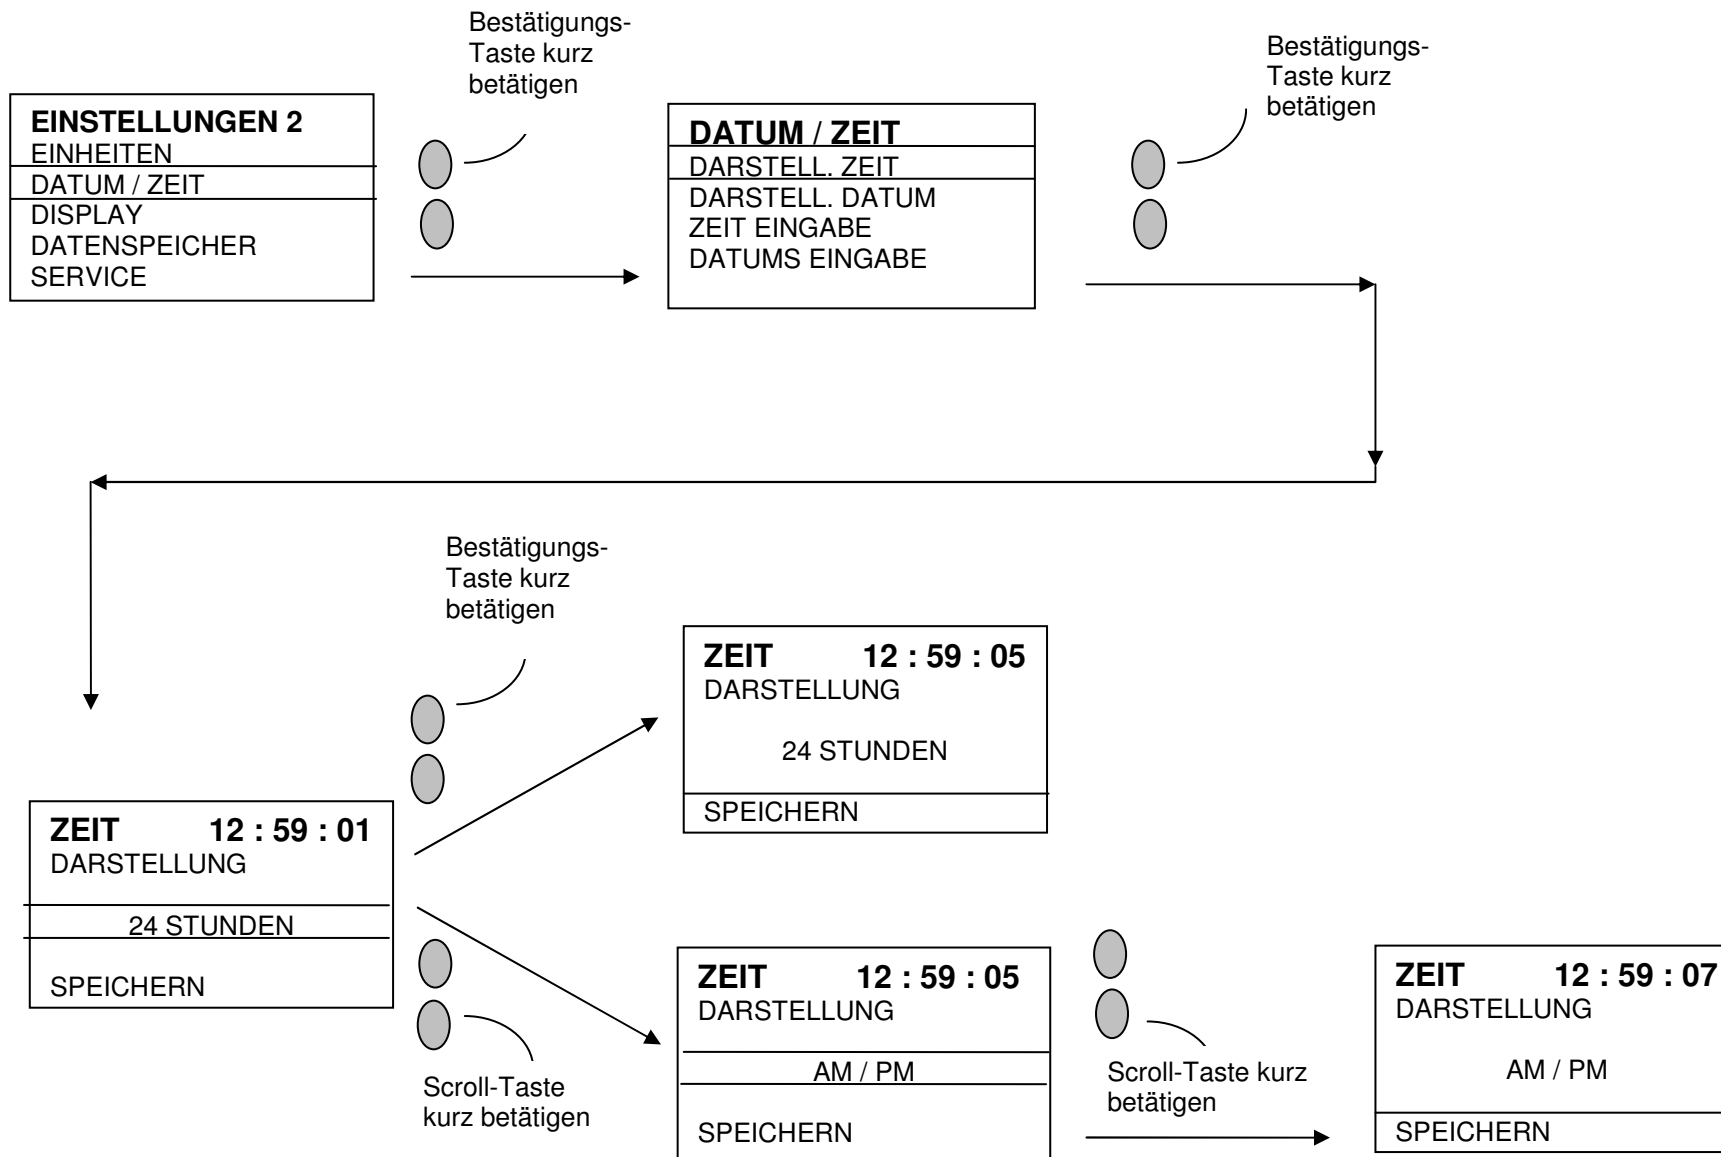 Bestätigungs-
Taste kurz
betätigen
Bestätigungs-
Taste kurz
betätigen
EINSTELLUNGEN 2
EINHEITEN
DATUM / ZEIT
DISPLAY
DATENSPEICHER
SERVICE
DATUM / ZEIT
DARSTELL. ZEIT
DARSTELL. DATUM
ZEIT EINGABE
DATUMS EINGABE
Bestätigungs-
Taste kurz
betätigen
ZEIT 12 : 59 : 05
DARSTELLUNG
24 STUNDEN
SPEICHERN
ZEIT 12 : 59 : 01
DARSTELLUNG
24 STUNDEN
SPEICHERN
Scroll-Taste
kurz betätigen
ZEIT 12 : 59 : 05
DARSTELLUNG
AM / PM
SPEICHERN
Scroll-Taste kurz
betätigen
ZEIT 12 : 59 : 07
DARSTELLUNG
AM / PM
SPEICHERN